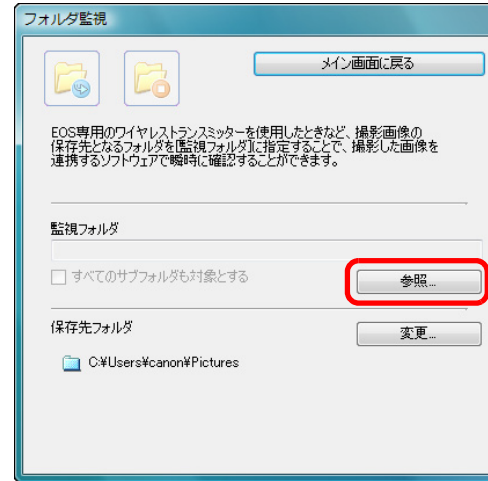 フォルダ監視
メイン画面に戻る
EOS専用のワイヤレストランスミッターを使用したときなど、撮影画像の
保存先となるフォルダを[監視フォルダ]に指定することで、撮影した画像を
連携するソフトウェアで瞬時に確認することができます。
監視フォルダ
すべてのサブフォルダも対象とする
参照...
保存先フォルダ
変更...
C:¥Users¥canon¥Pictures